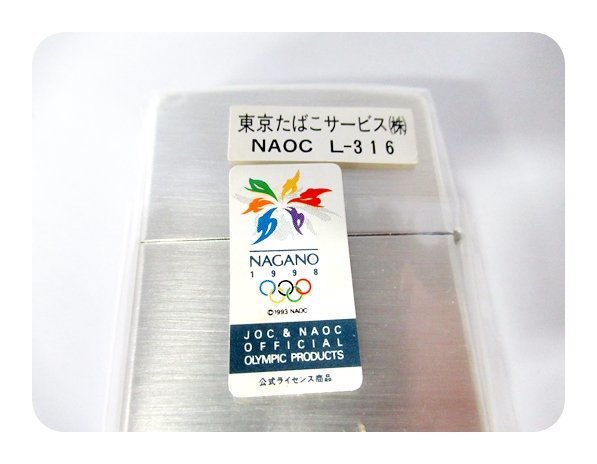 東京たばこサービス㈱
NAOC L-316
NAGANO
1998
©1993 NAOC
JOC & NAOC
OFFICIAL
OLYMPIC PRODUCTS
公式ライセンス商品